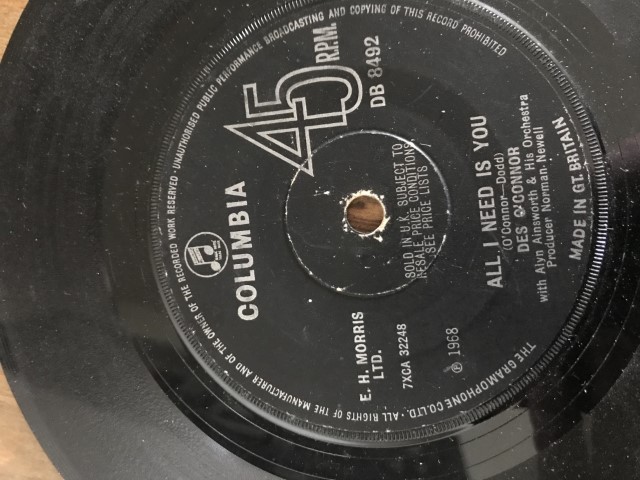 THE GRAMOPHONE CO. LTD. · ALL RIGHTS OF THE MANUFACTURER AND OF THE OWNER OF THE RECORDED WORK RESERVED · UNAUTHORISED PUBLIC PERFORMANCE BROADCASTING AND COPYING OF THIS RECORD PROHIBITED
COLUMBIA
45
R.P.M.
DB 8492
E. H. MORRIS
LTD.
7XCA 32248
℗ 1968
SOLD IN U.K. SUBJECT TO
RESALE PRICE CONDITIONS,
SEE PRICE LISTS
ALL I NEED IS YOU
(O'Connor—Dodd)
DES O'CONNOR
with Alyn Ainsworth & His Orchestra
Producer Norman Newell
MADE IN GT. BRITAIN